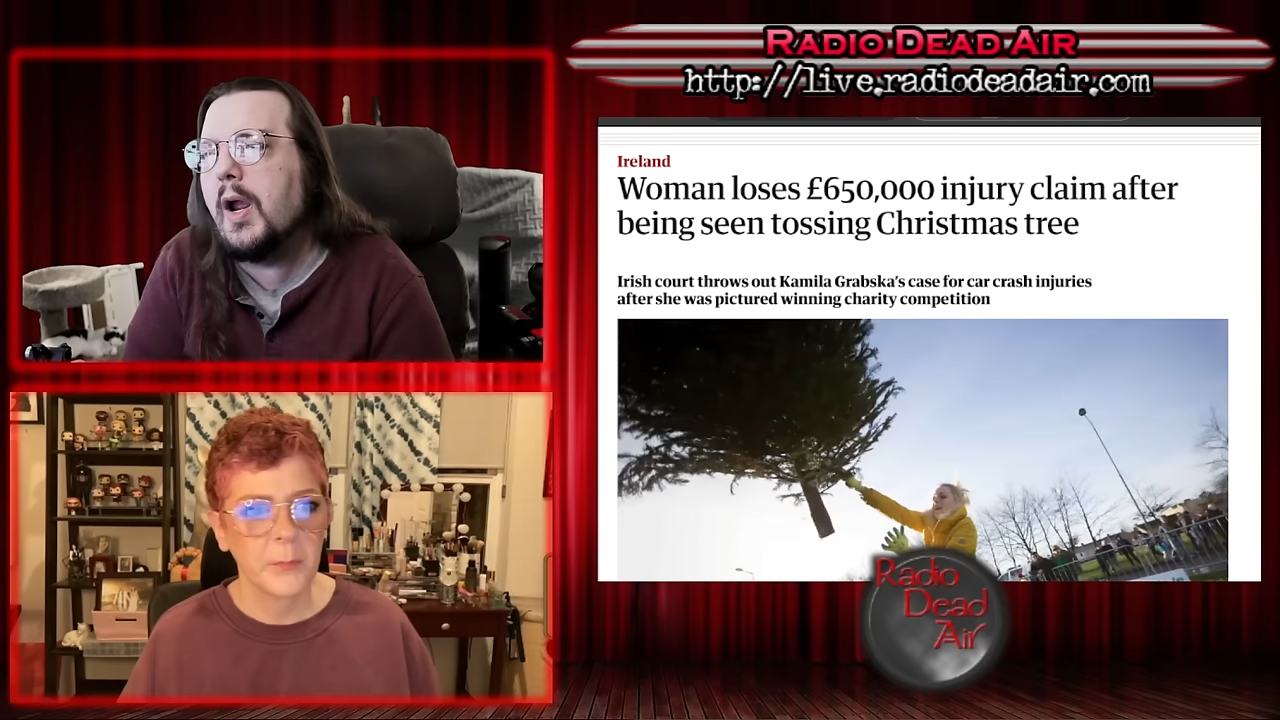 Radio Dead Air
http://live.radiodeadair.com
Ireland
Woman loses £650,000 injury claim after
being seen tossing Christmas tree
Irish court throws out Kamila Grabska's case for car crash injuries
after she was pictured winning charity competition
Radio
Dead
Air